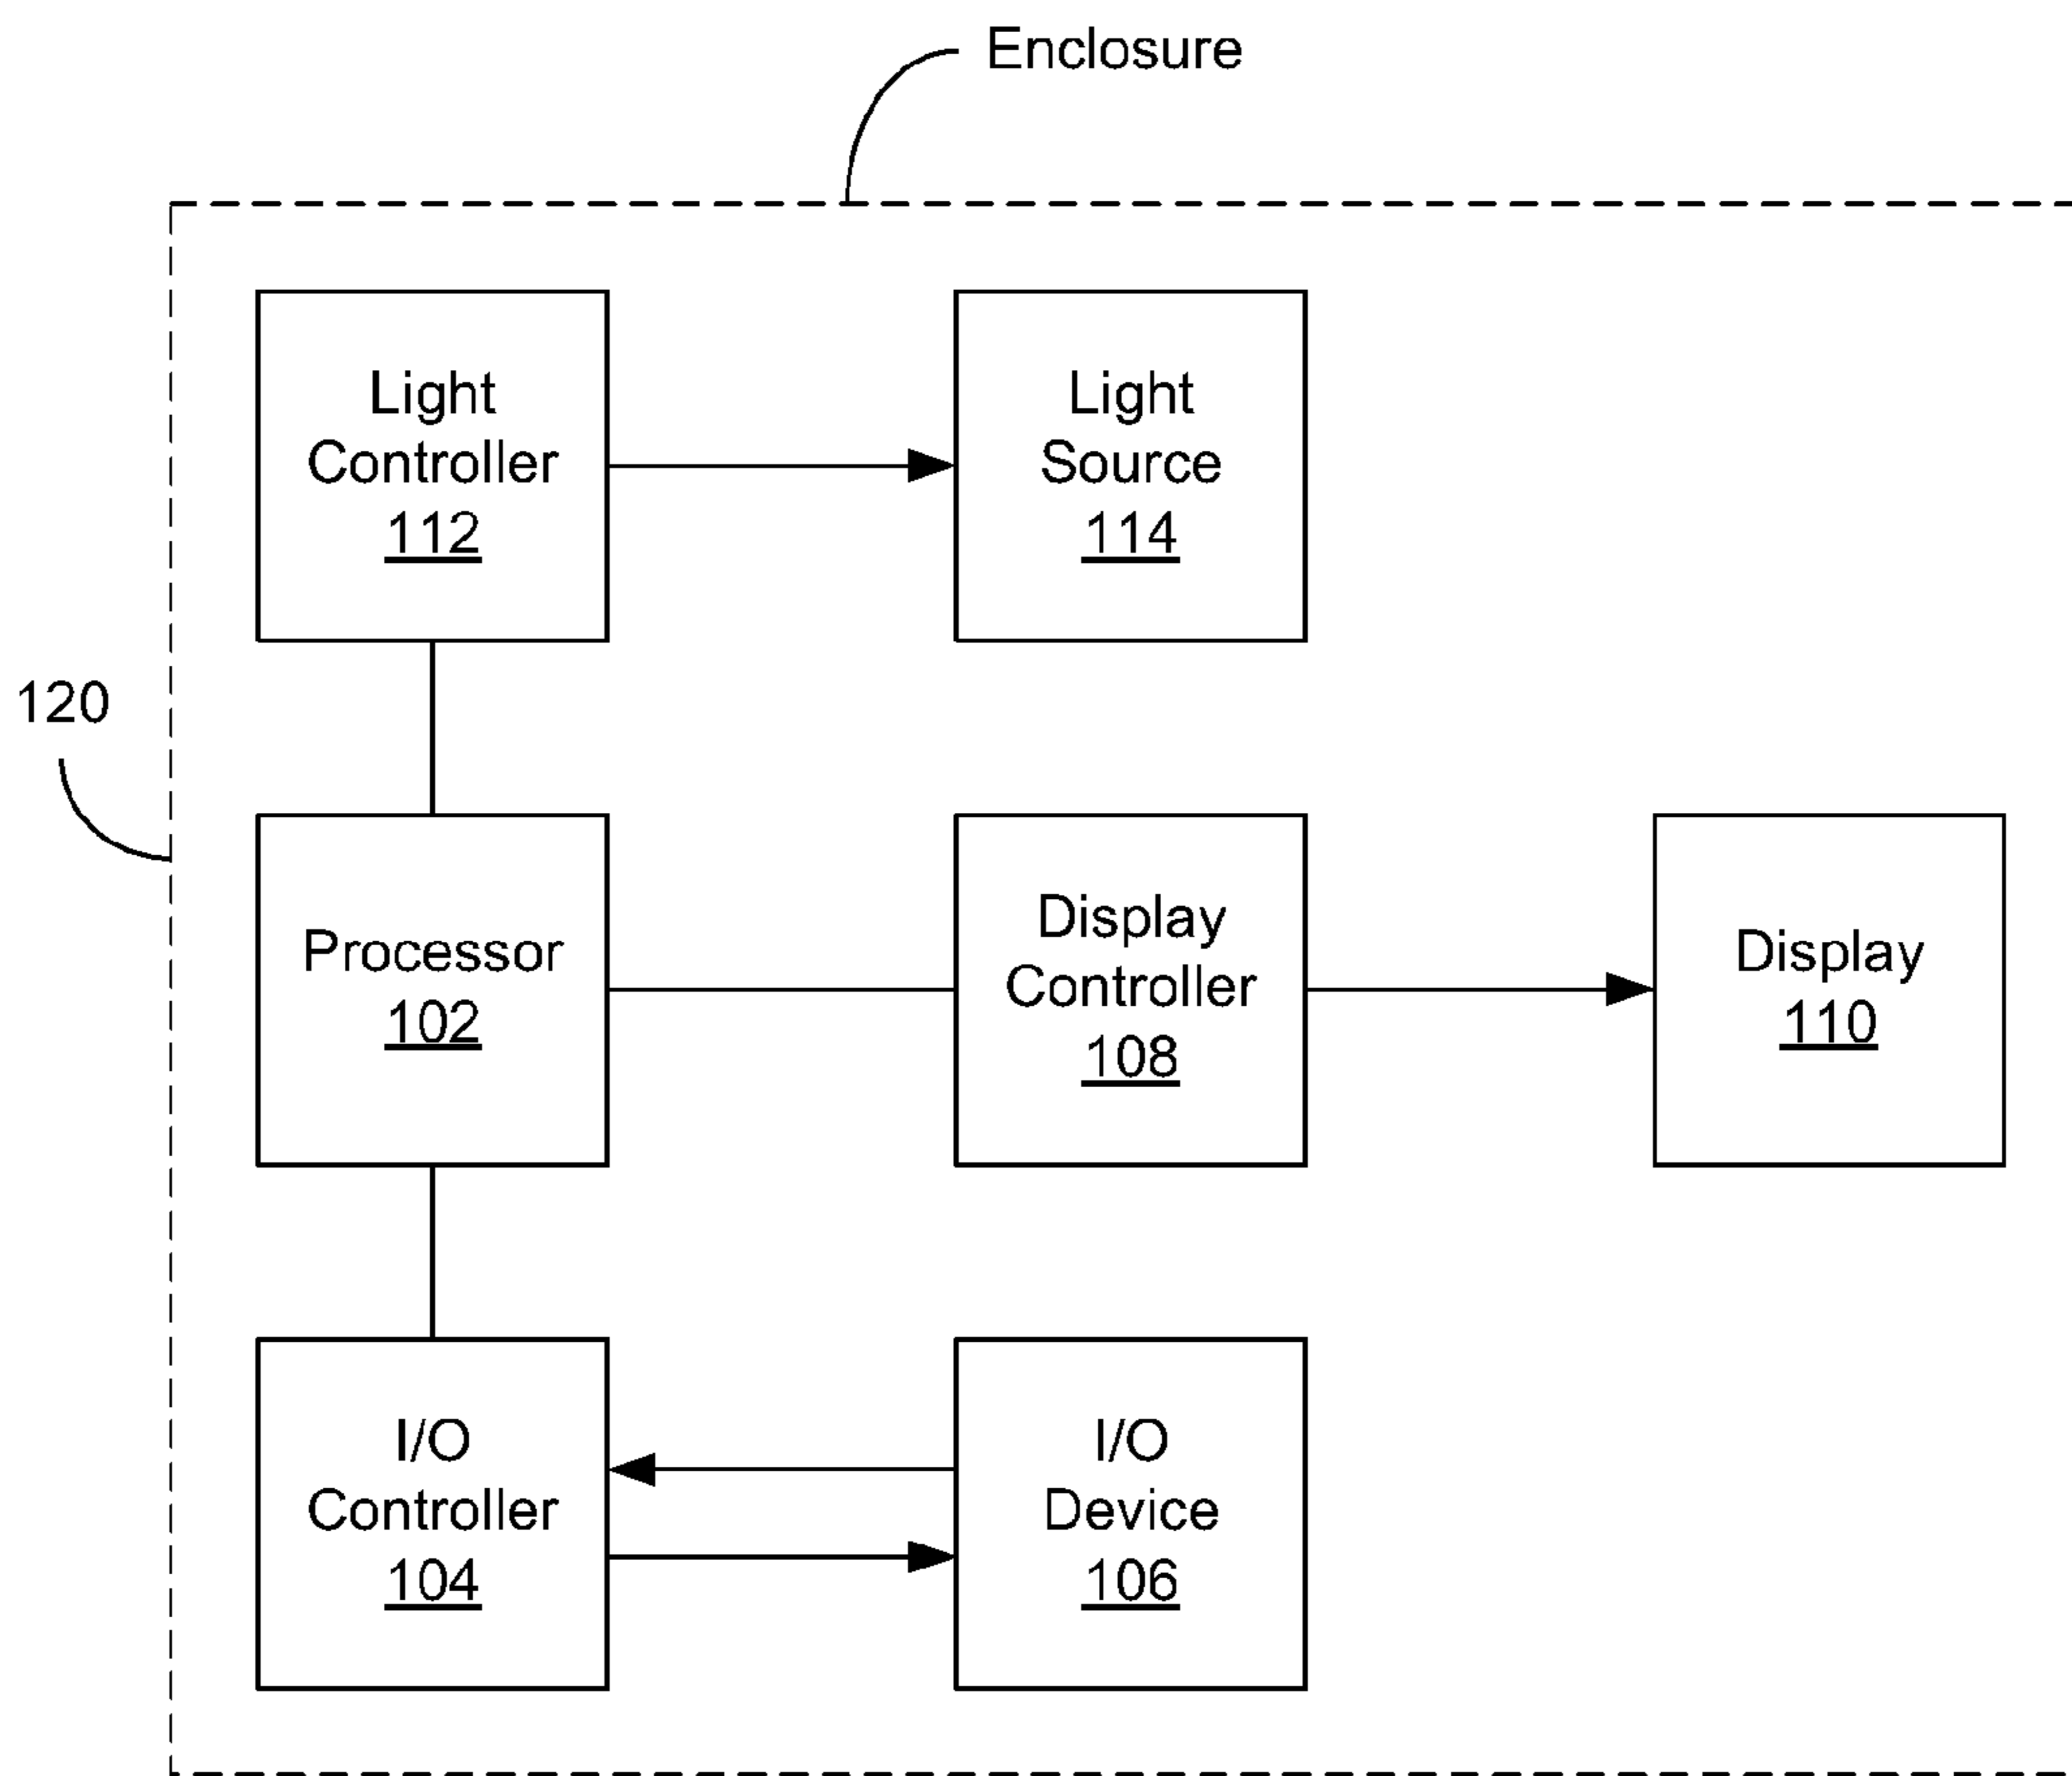 Enclosure
Light
Controller
112
Light
Source
114
120
Processor
102
Display
Controller
108
Display
110
I/O
Controller
104
I/O
Device
106